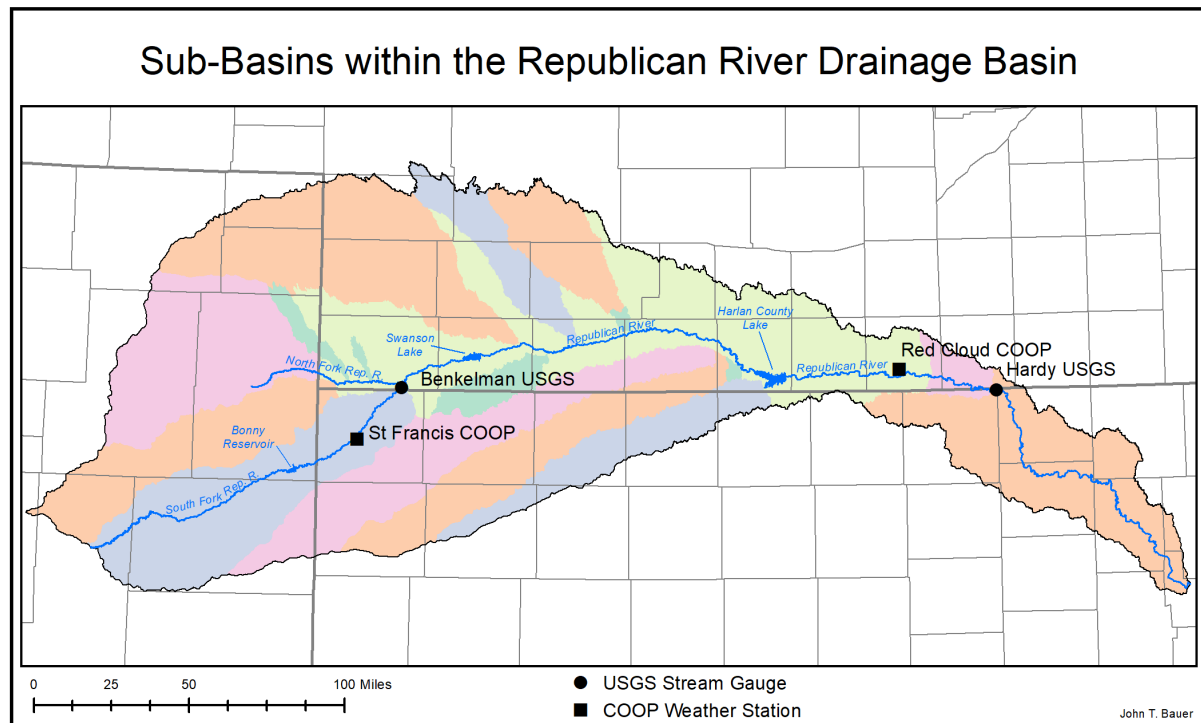 Sub-Basins within the Republican River Drainage Basin
Harlan County
Lake
Swanson
Lake
Republican River
Red Cloud COOP
Republican River
North Fork Rep. R.
Hardy USGS
Benkelman USGS
St Francis COOP
Bonny
Reservoir
South Fork Rep. R.
0 25 50 100 Miles
USGS Stream Gauge
COOP Weather Station
John T. Bauer